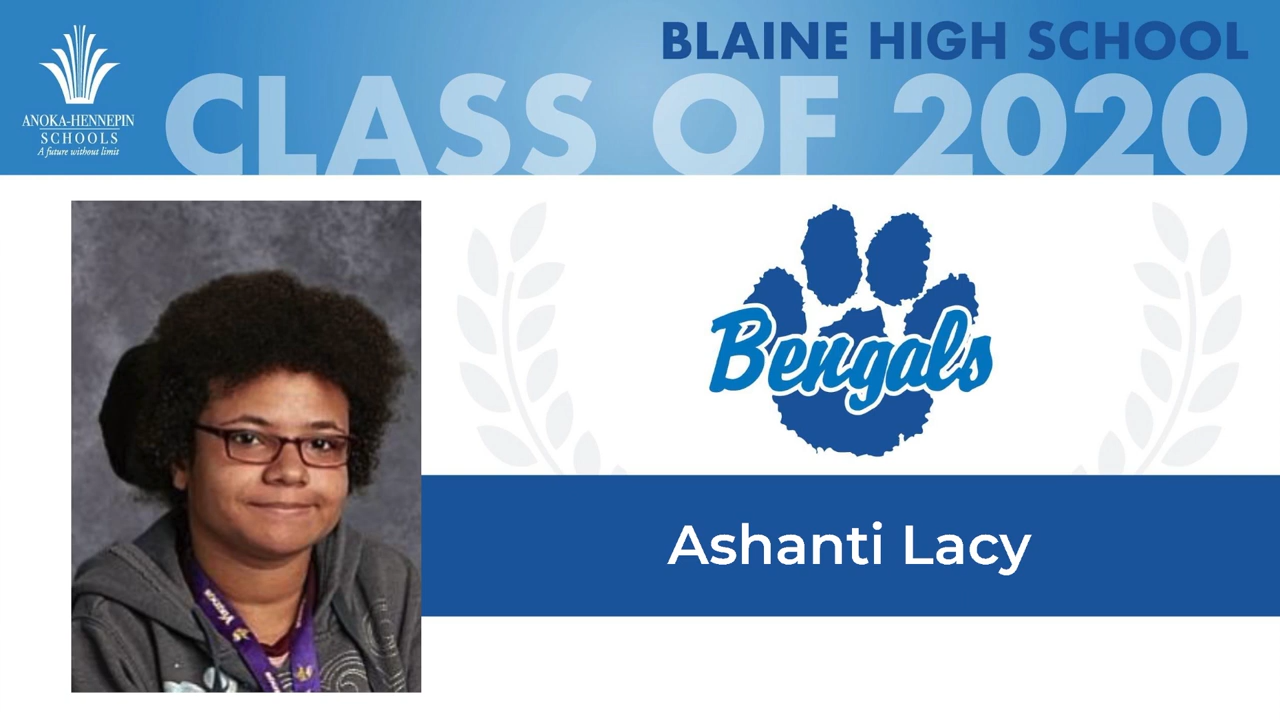 BLAINE HIGH SCHOOL
CLASS OF 2020
ANOKA-HENNEPIN
SCHOOLS
A future without limit
Bengals
Ashanti Lacy